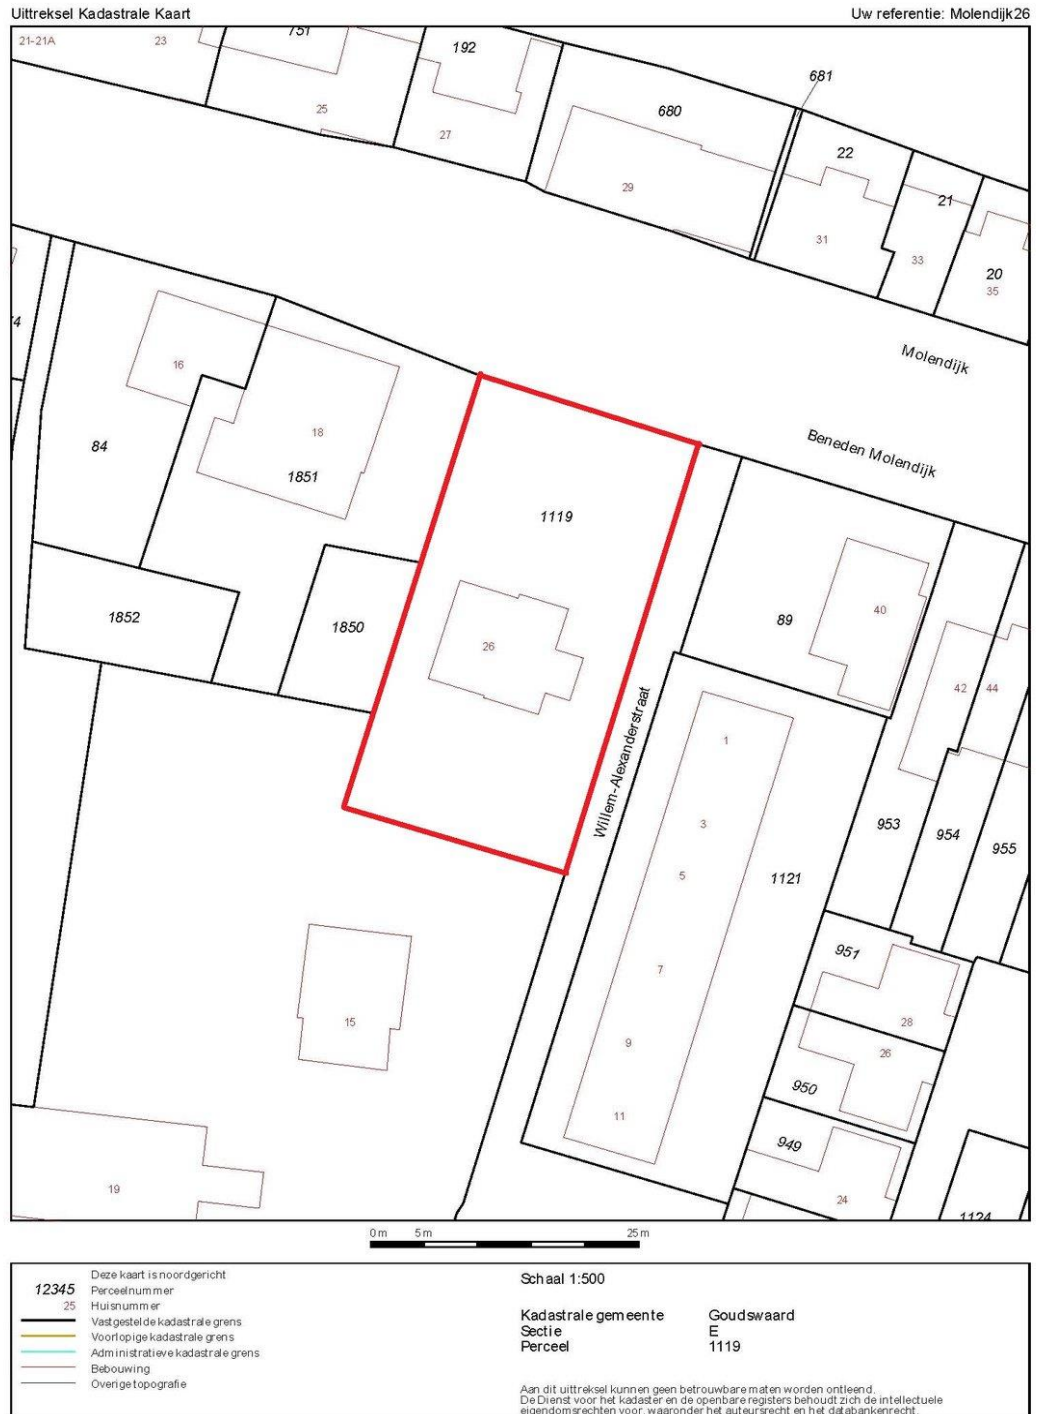 Uittreksel Kadastrale Kaart
Uw referentie: Molendijk26
21-21A
23
751
192
681
680
25
27
22
29
21
31
33
20
35
Molendijk
16
18
84
1851
Beneden Molendijk
1119
1852
1850
26
89
40
42 44
Willem-Alexanderstraat
1
3
5
7
9
11
1121
953
954
955
951
28
26
950
949
24
1124
15
19
0 m 5 m 25 m
Deze kaart is noordgericht
12345 Perceelnummer
25 Huisnummer
Vastgestelde kadastrale grens
Voorlopige kadastrale grens
Administratieve kadastrale grens
Bebouwing
Overige topografie
Schaal 1:500
Kadastrale gemeente Goudswaard
Sectie E
Perceel 1119
Aan dit uittreksel kunnen geen betrouwbare maten worden ontleend.
De Dienst voor het kadaster en de openbare registers behoudt zich de intellectuele
eigendomsrechten voor, waaronder het auteursrecht en het databankenrecht.